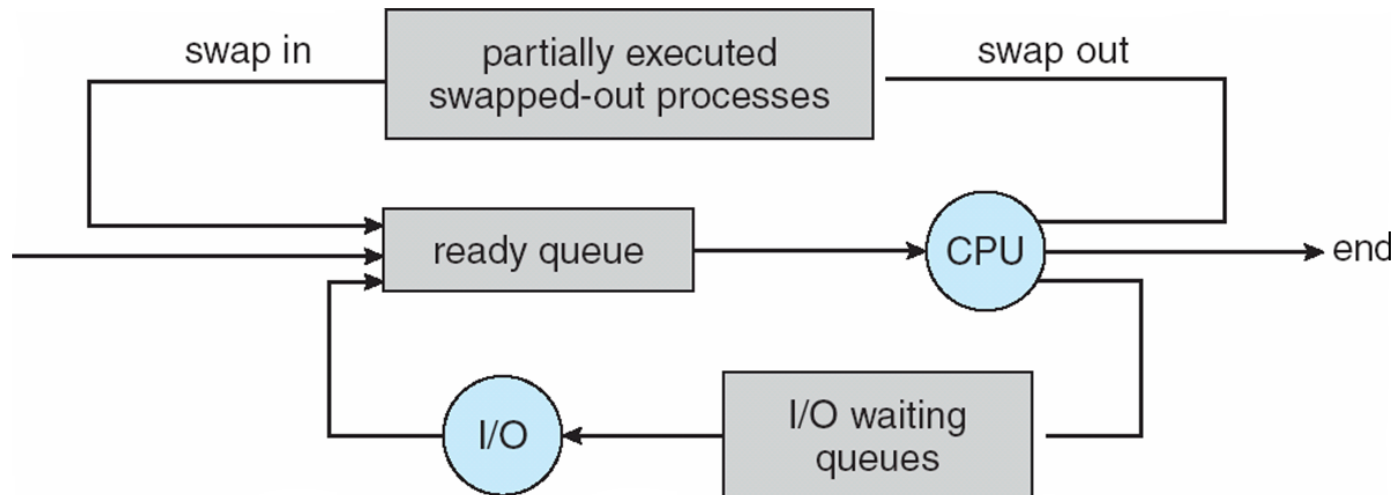 swap in
partially executed
swapped-out processes
swap out
ready queue
CPU
end
I/O
I/O waiting
queues